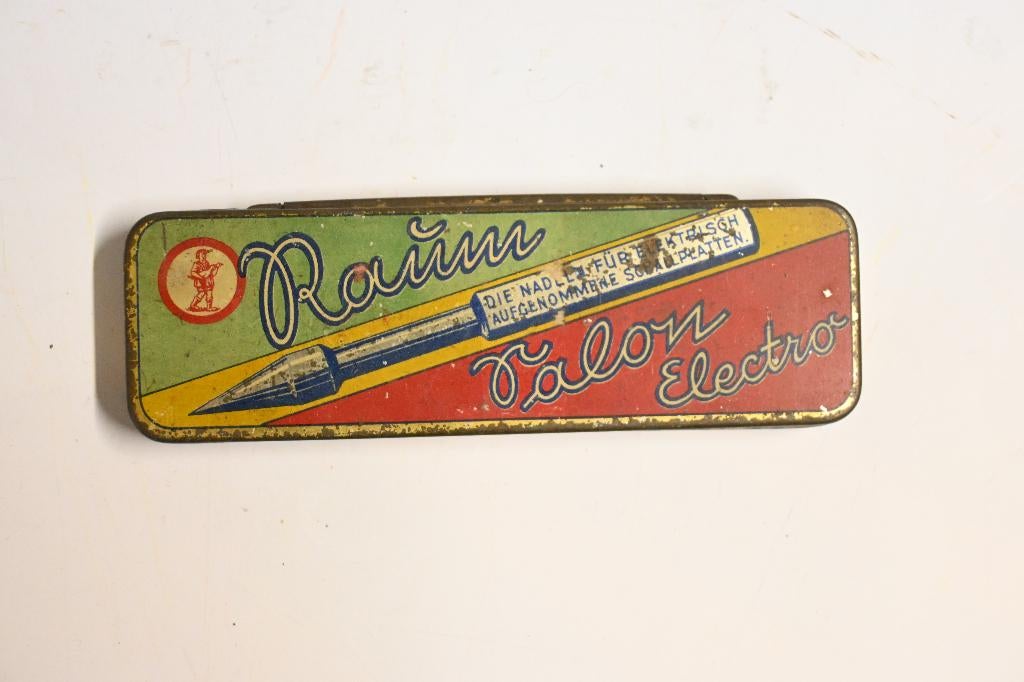 Raum
DIE NADEL FÜR ELEKTRISCH
AUFGENOMMENE SCHALLPLATTEN.
Talon
Electro